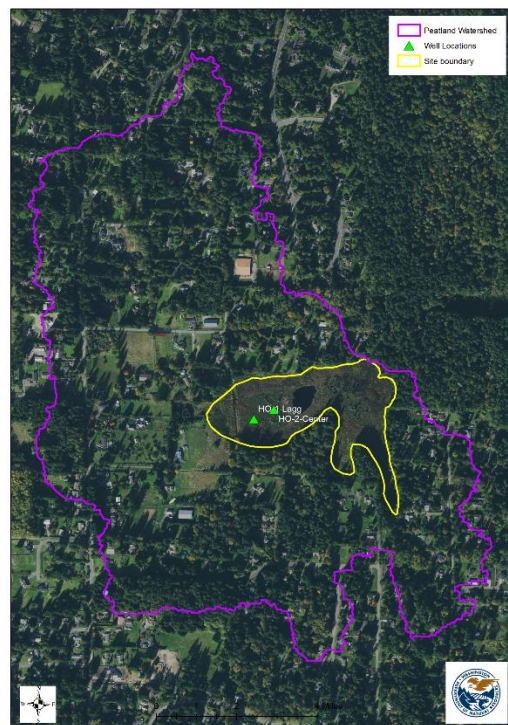 Peatland Watershed
Well Locations
Site boundary
HO-1-Lagg
HO-2-Center